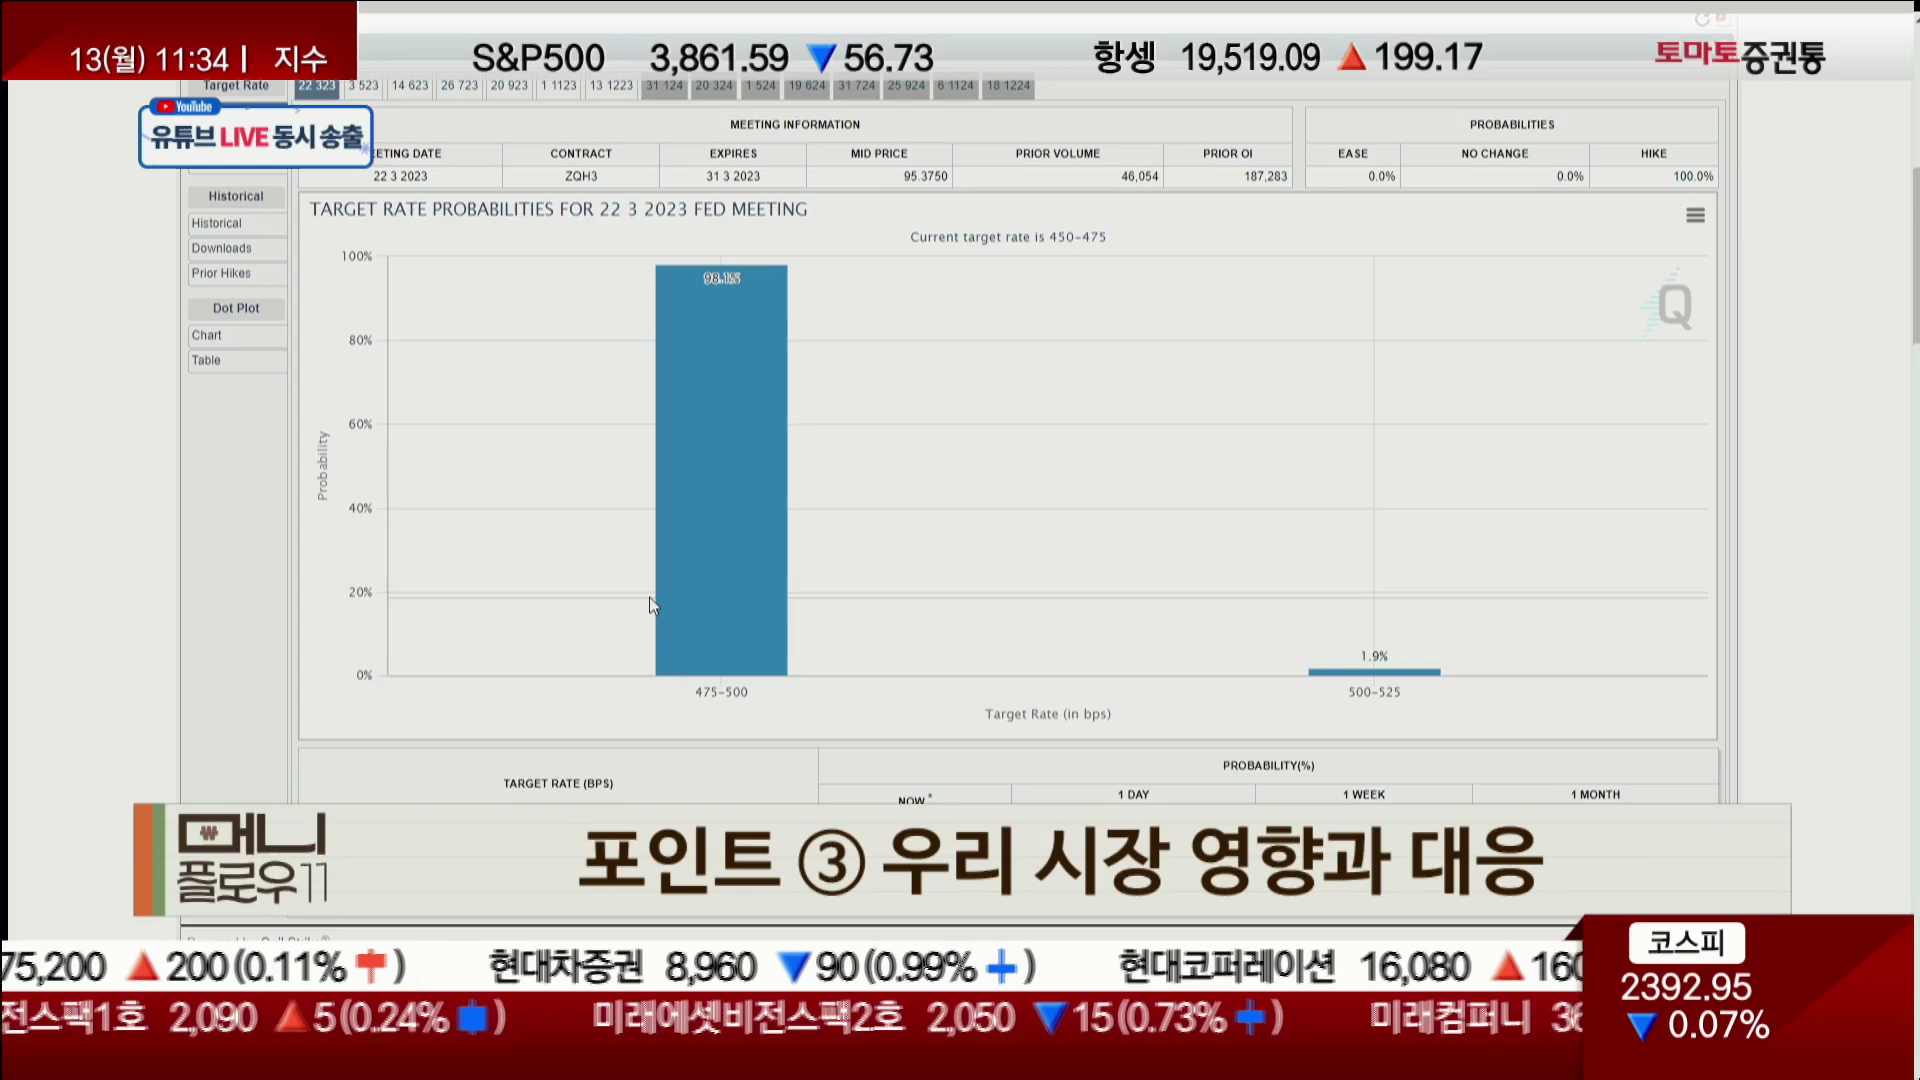 13(월) 11:34 | 지수
S&P500 3,861.59 ▼ 56.73 항셍 19,519.09 ▲ 199.17
토마토증권통
Target Rate
22 323 3 523 14 623 26 723 20 923 1 1123 13 1223 31 124 20 324 1 524 19 624 31 724 25 924 6 1124 18 1224
YouTube
유튜브 LIVE 동시 송출
MEETING INFORMATION
ETING DATE CONTRACT EXPIRES MID PRICE PRIOR VOLUME PRIOR OI
22 3 2023 ZQH3 31 3 2023 95.3750 46,054 187,283
PROBABILITIES
EASE NO CHANGE HIKE
0.0% 0.0% 100.0%
Historical
Historical
Downloads
Prior Hikes
Dot Plot
Chart
Table
TARGET RATE PROBABILITIES FOR 22 3 2023 FED MEETING
Current target rate is 450-475
Q
100%
80%
60%
40%
20%
0%
Probability
98.1%
1.9%
475-500 500-525
Target Rate (in bps)
TARGET RATE (BPS) PROBABILITY(%)
NOW * 1 DAY 1 WEEK 1 MONTH
머니
플로우11
포인트 ③ 우리 시장 영향과 대응
75,200 ▲ 200(0.11% ) 현대차증권 8,960 ▼ 90(0.99% ) 현대코퍼레이션 16,080 ▲ 160
전스팩1호 2,090 ▲ 5(0.24% ) 미래에셋비전스팩2호 2,050 ▼ 15(0.73% ) 미래컴퍼니 36
코스피
2392.95
▼ 0.07%